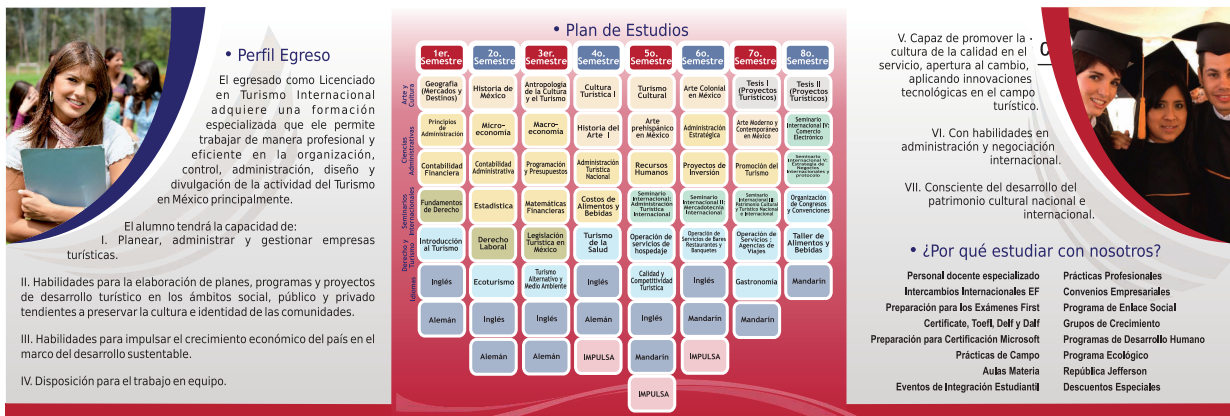 • Perfil Egreso
El egresado como Licenciado
en Turismo Internacional
adquiere una formación
especializada que ele permite
trabajar de manera profesional y
eficiente en la organización,
control, administración, diseño y
divulgación de la actividad del Turismo
en México principalmente.
El alumno tendrá la capacidad de:
I. Planear, administrar y gestionar empresas
turísticas.
II. Habilidades para la elaboración de planes, programas y proyectos
de desarrollo turístico en los ámbitos social, público y privado
tendientes a preservar la cultura e identidad de las comunidades.
III. Habilidades para impulsar el crecimiento económico del país en el
marco del desarrollo sustentable.
IV. Disposición para el trabajo en equipo.
• Plan de Estudios
1er. Semestre
2o. Semestre
3er. Semestre
4o. Semestre
5o. Semestre
6o. Semestre
7o. Semestre
8o. Semestre
Arte y Cultura
Geografía (Mercados y Destinos)
Historia de México
Antropología de la Cultura y el Turismo
Cultura Turística I
Turismo Cultural
Arte Colonial en México
Tesis I (Proyectos Turísticos)
Tesis II (Proyectos Turísticos)
Ciencias Administrativas
Principios de Administración
Micro-economía
Macro-economía
Historia del Arte I
Arte prehispánico en México
Administración Estratégica
Arte Moderno y Contemporáneo en México
Seminario Internacional IV: Comercio Electrónico
Contabilidad Financiera
Contabilidad Administrativa
Programación y Presupuestos
Administración Turística Nacional
Recursos Humanos
Proyectos de Inversión
Promoción del Turismo
Seminario Internacional V: Estrategia de Negocios Internacionales y protocolo
Seminarios Internacionales
Fundamentos de Derecho
Estadística
Matemáticas Financieras
Costos de Alimentos y Bebidas
Seminario Internacional: Administración Turística Internacional
Seminario Internacional II: Mercadotecnia Internacional
Seminario Internacional III: Patrimonio Cultural y Turístico Nacional e Internacional
Organización de Congresos y Convenciones
Derecho y Turismo
Introducción al Turismo
Derecho Laboral
Legislación Turística en México
Turismo de la Salud
Operación de servicios de hospedaje
Operación de Servicios de Bares Restaurantes y Banquetes
Operación de Servicios : Agencias de Viajes
Taller de Alimentos y Bebidas
Idiomas
Inglés
Ecoturismo
Turismo Alternativo y Medio Ambiente
Inglés
Calidad y Competitividad Turística
Inglés
Gastronomía
Mandarín
Alemán
Inglés
Inglés
Alemán
Inglés
Mandarín
Mandarín
Alemán
Alemán
IMPULSA
Mandarín
IMPULSA
IMPULSA
V. Capaz de promover la
cultura de la calidad en el
servicio, apertura al cambio,
aplicando innovaciones
tecnológicas en el campo
turístico.
VI. Con habilidades en
administración y negociación
internacional.
VII. Consciente del desarrollo del
patrimonio cultural nacional e
internacional.
• ¿Por qué estudiar con nosotros?
Personal docente especializado
Intercambios Internacionales EF
Preparación para los Exámenes First
Certificate, Toefl, Delf y Dalf
Preparación para Certificación Microsoft
Prácticas de Campo
Aulas Materia
Eventos de Integración Estudiantil
Prácticas Profesionales
Convenios Empresariales
Programa de Enlace Social
Grupos de Crecimiento
Programas de Desarrollo Humano
Programa Ecológico
República Jefferson
Descuentos Especiales